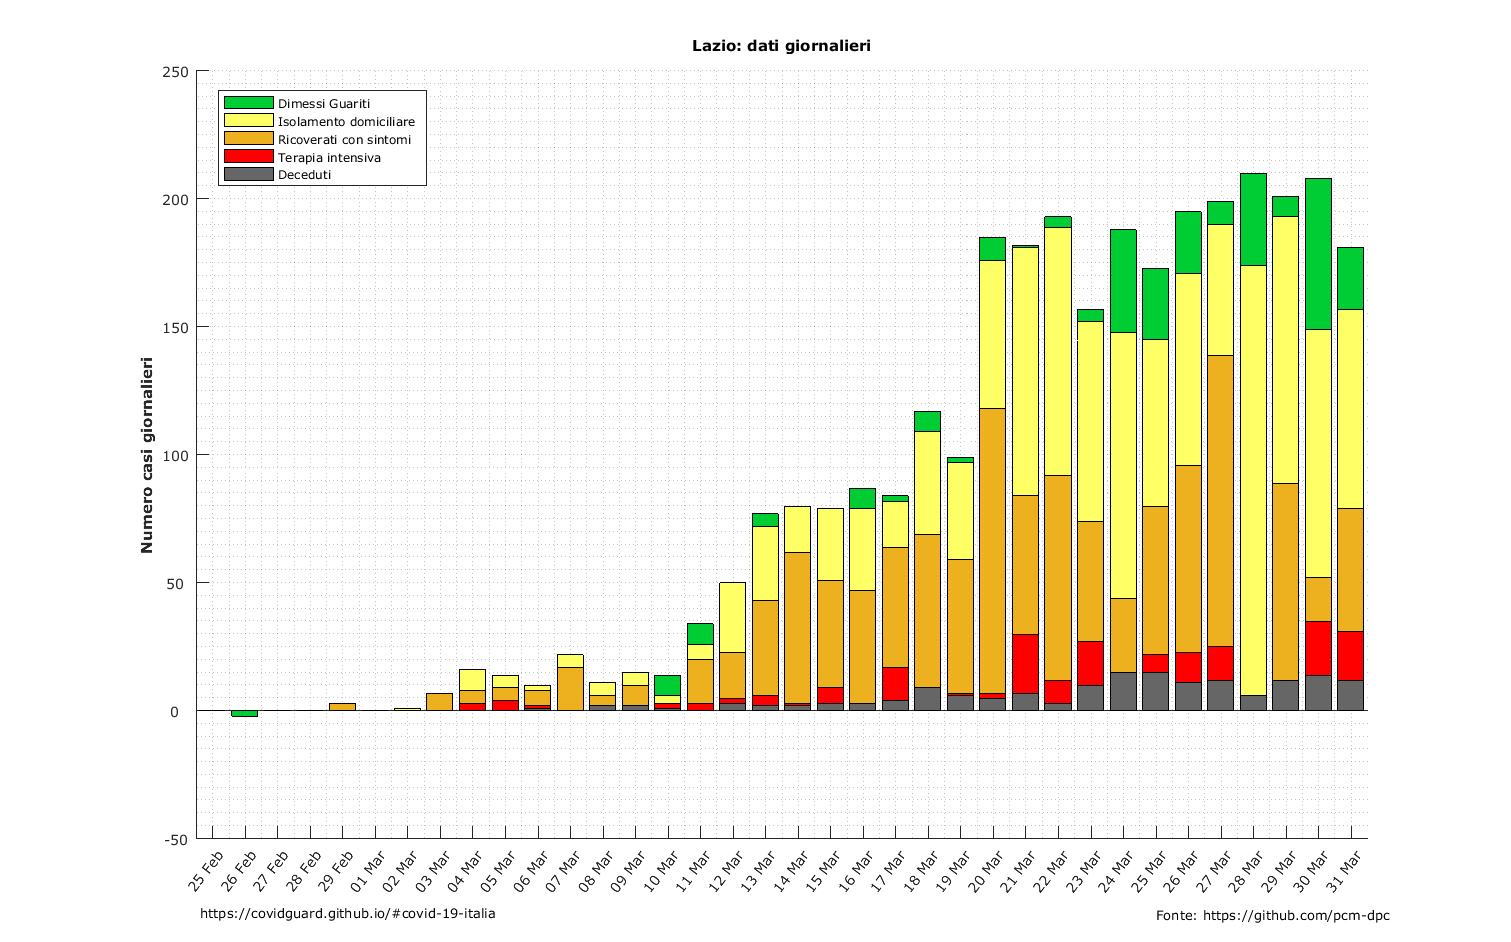 Lazio: dati giornalieri
Dimessi Guariti
Isolamento domiciliare
Ricoverati con sintomi
Terapia intensiva
Deceduti
Numero casi giornalieri
250
200
150
100
50
0
-50
25 Feb
26 Feb
27 Feb
28 Feb
29 Feb
01 Mar
02 Mar
03 Mar
04 Mar
05 Mar
06 Mar
07 Mar
08 Mar
09 Mar
10 Mar
11 Mar
12 Mar
13 Mar
14 Mar
15 Mar
16 Mar
17 Mar
18 Mar
19 Mar
20 Mar
21 Mar
22 Mar
23 Mar
24 Mar
25 Mar
26 Mar
27 Mar
28 Mar
29 Mar
30 Mar
31 Mar
https://covidguard.github.io/#covid-19-italia
Fonte: https://github.com/pcm-dpc